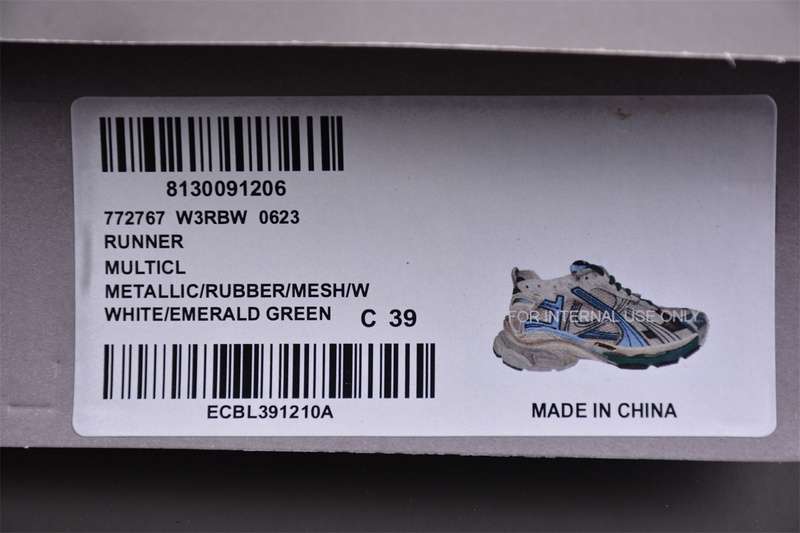 8130091206
772767 W3RBW 0623
RUNNER
MULTICL
METALLIC/RUBBER/MESH/W
WHITE/EMERALD GREEN C 39
FOR INTERNAL USE ONLY
ECBL391210A
MADE IN CHINA